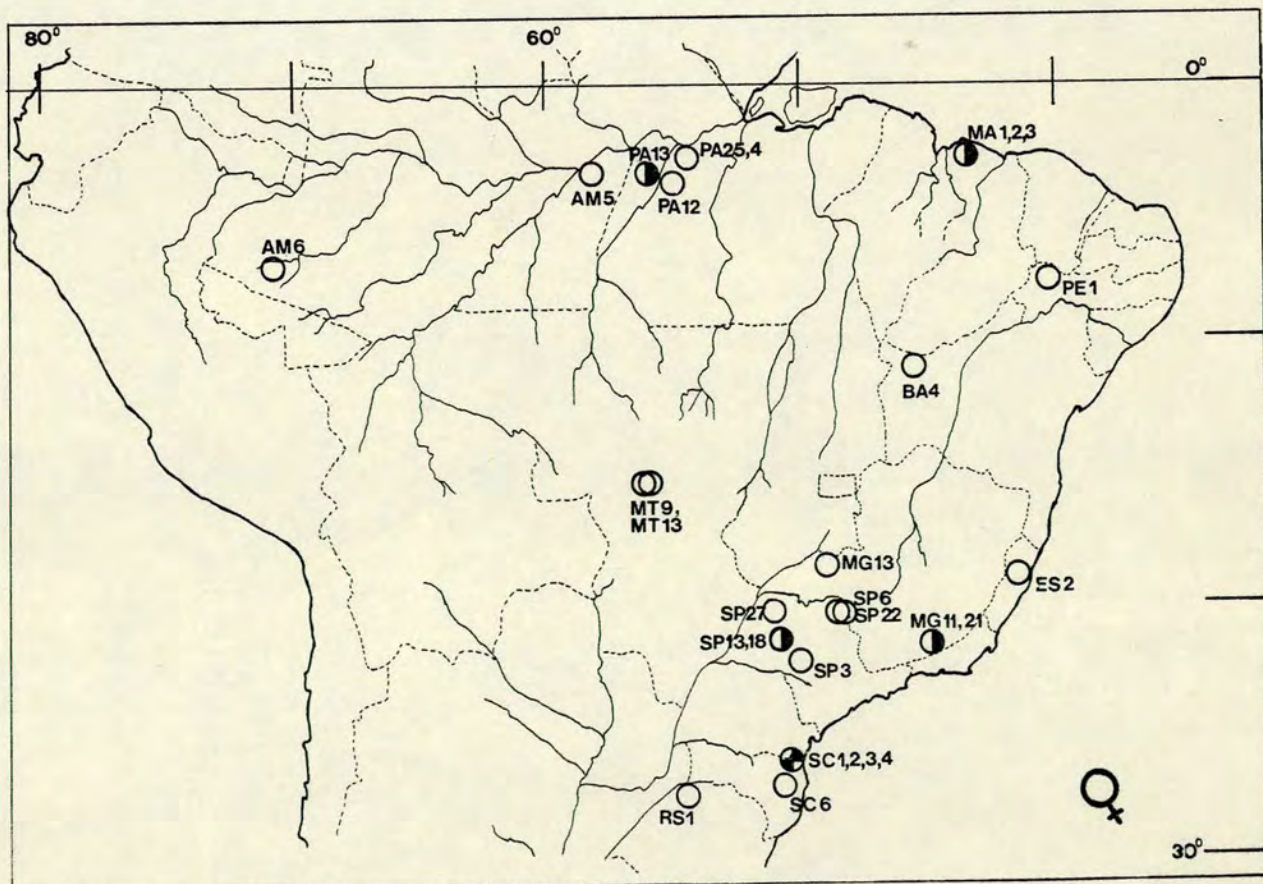 80°
60
0°
MA1,2,3
PA13
PA25,4
AM5
PA12
AM6
PE1
BA4
MT9,
MT13
MG13
ES2
SP6
SP27
SP22
MG11,21
SP13,18
SP3
SC1,2,3,4
SC6
RS1
30°